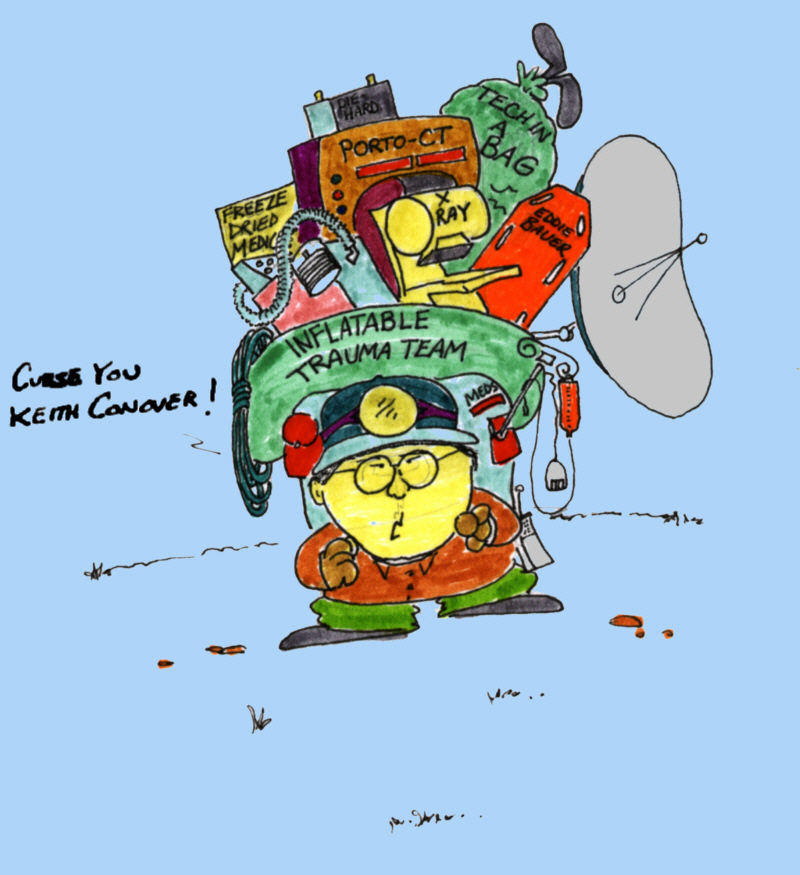 DIE-
HARD
TECH IN
A
BAG
PORTO-CT
X
RAY
FREEZE
DRIED
MEDIC
EDDIE
BAUER
INFLATABLE
TRAUMA TEAM
CURSE YOU
KEITH CONOVER!
MEDS